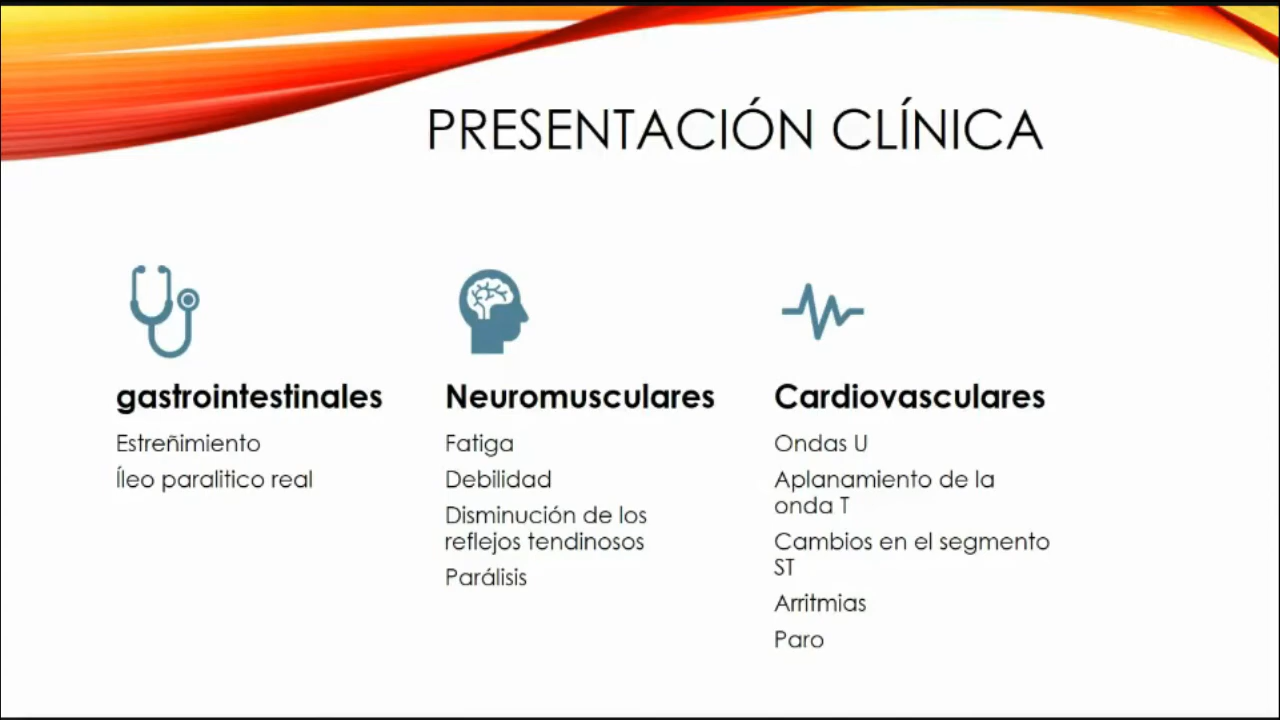 PRESENTACIÓN CLÍNICA
gastrointestinales
Estreñimiento
Íleo paralitico real
Neuromusculares
Fatiga
Debilidad
Disminución de los
reflejos tendinosos
Parálisis
Cardiovasculares
Ondas U
Aplanamiento de la
onda T
Cambios en el segmento
ST
Arritmias
Paro